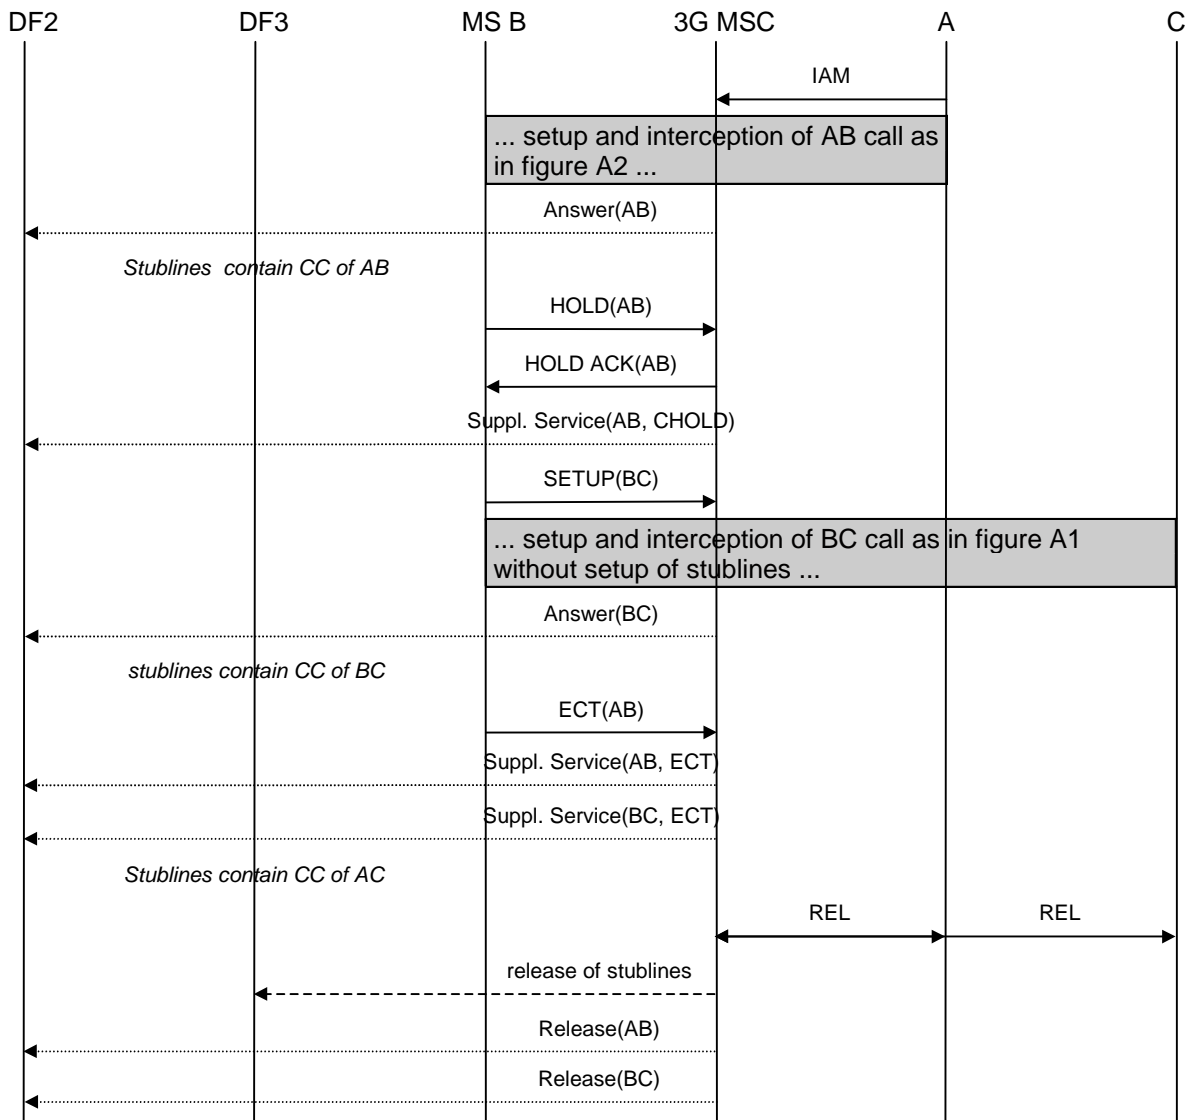 DF2 DF3 MS B 3G MSC A C
IAM
... setup and interception of AB call as
in figure A2 ...
Answer(AB)
Stublines contain CC of AB
HOLD(AB)
HOLD ACK(AB)
Suppl. Service(AB, CHOLD)
SETUP(BC)
... setup and interception of BC call as in figure A1
without setup of stublines ...
Answer(BC)
stublines contain CC of BC
ECT(AB)
Suppl. Service(AB, ECT)
Suppl. Service(BC, ECT)
Stublines contain CC of AC
REL REL
release of stublines
Release(AB)
Release(BC)